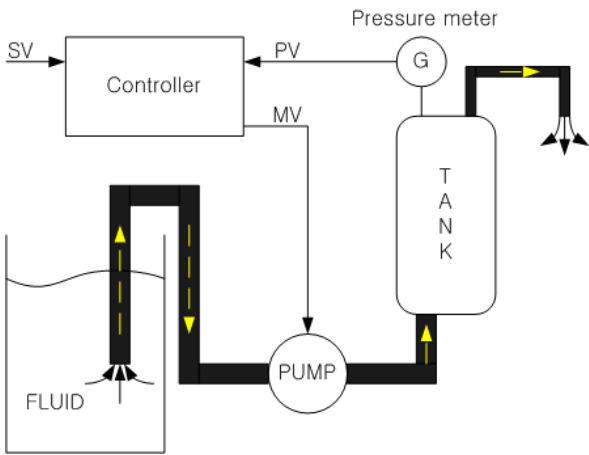 Pressure meter
SV
PV
G
Controller
MV
T
A
N
K
PUMP
FLUID